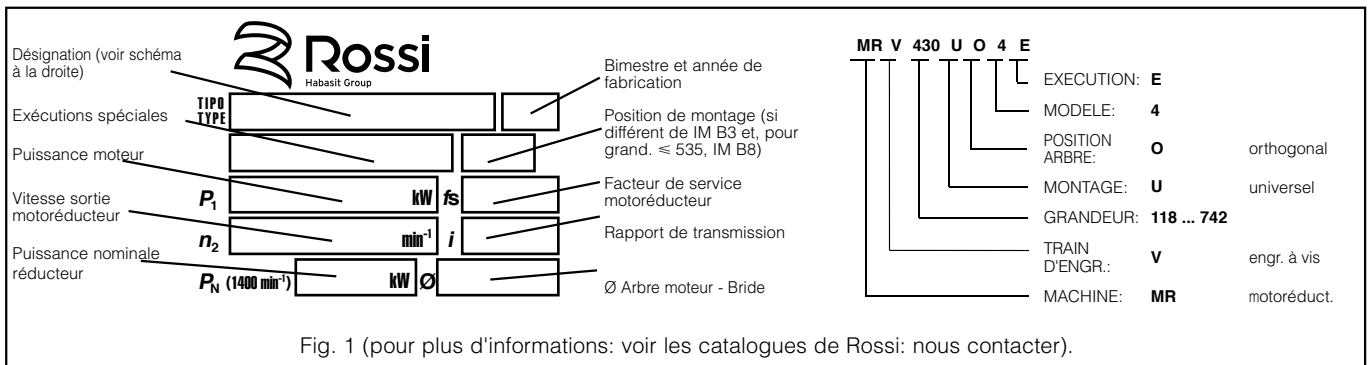 Désignation (voir schéma
à la droite)
Exécutions spéciales
Puissance moteur
Vitesse sortie
motoréducteur
Puissance nominale
réducteur
Rossi
Habasit Group
TIPO
TYPE
P1 kW fs
n2 min-1 i
PN (1400 min-1) kW Ø
Bimestre et année de
fabrication
Position de montage (si
différent de IM B3 et, pour
grand. ⩽ 535, IM B8)
Facteur de service
motoréducteur
Rapport de transmission
Ø Arbre moteur - Bride
MR V 430 U O 4 E
EXECUTION: E
MODELE: 4
POSITION
ARBRE: O orthogonal
MONTAGE: U universel
GRANDEUR: 118 ... 742
TRAIN
D'ENGR.: V engr. à vis
MACHINE: MR motoréduct.
Fig. 1 (pour plus d'informations: voir les catalogues de Rossi: nous contacter).